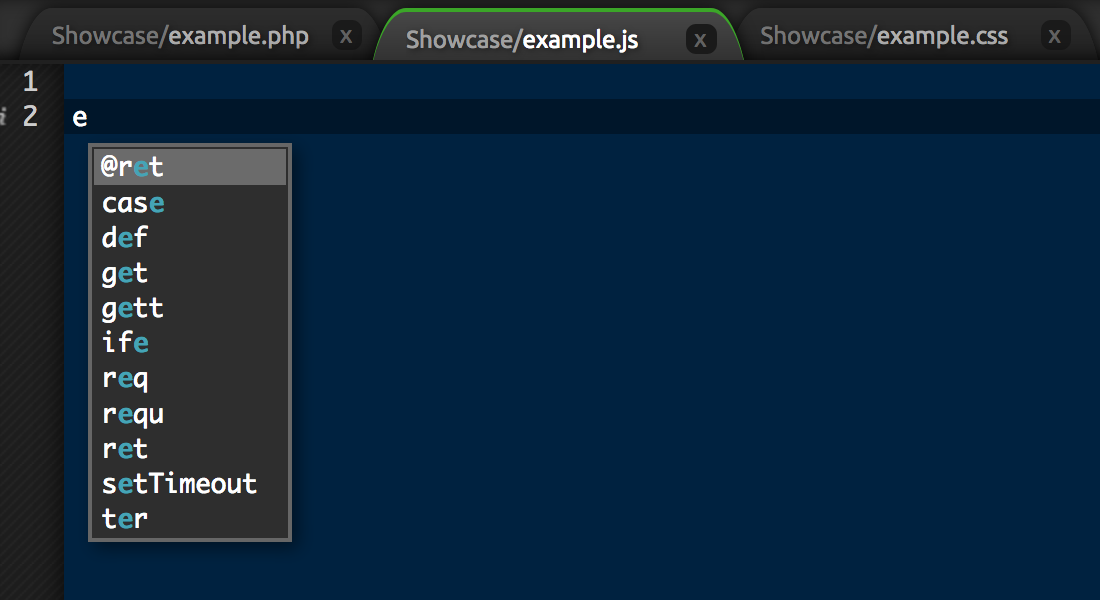 Showcase/example.php x Showcase/example.js x Showcase/example.css x
1
i 2 e
@ret
case
def
get
gett
ife
req
requ
ret
setTimeout
ter